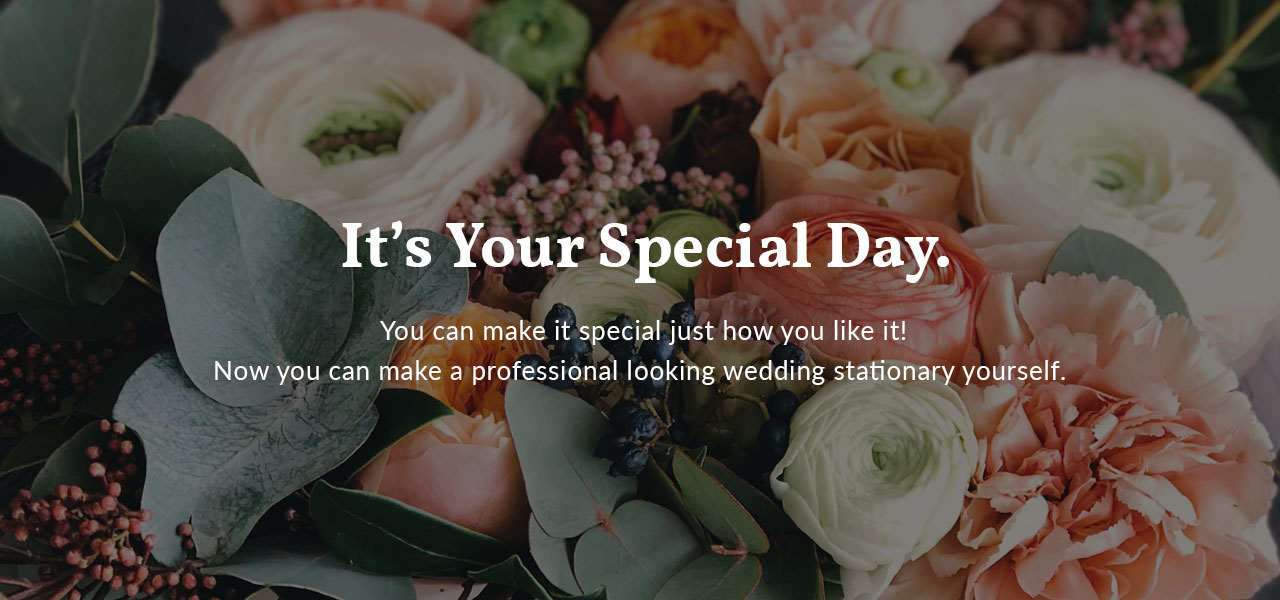 It’s Your Special Day.
You can make it special just how you like it!
Now you can make a professional looking wedding stationary yourself.